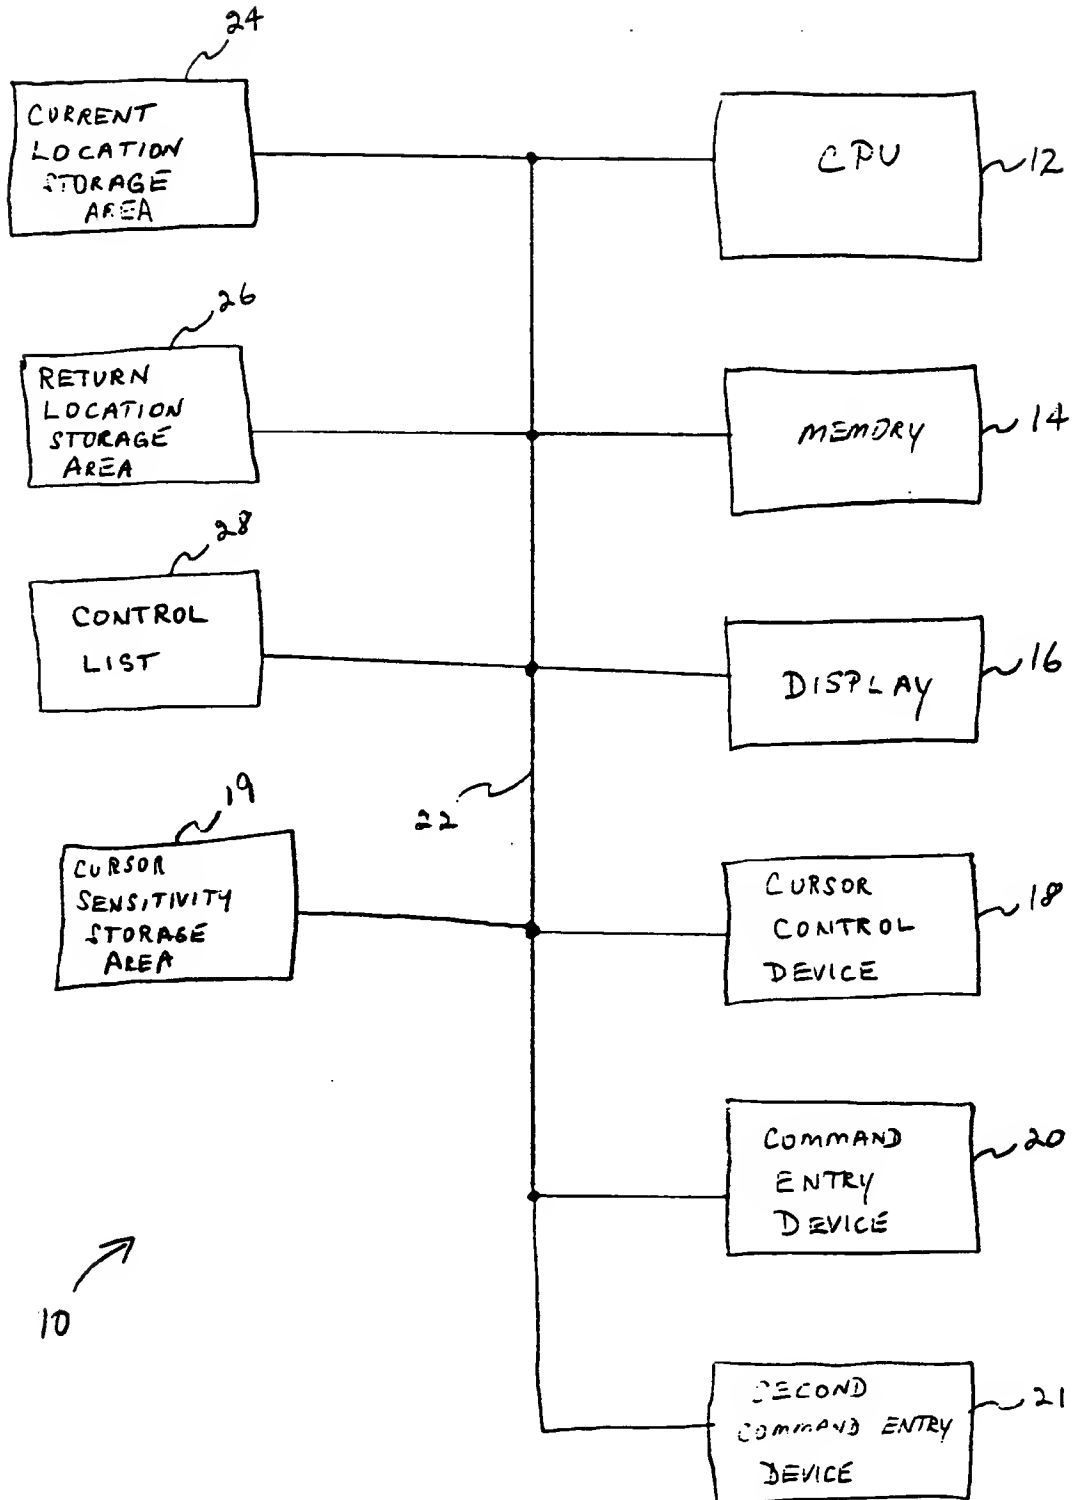 24
CURRENT
LOCATION
STORAGE
AREA
CPU
12
26
RETURN
LOCATION
STORAGE
AREA
MEMORY
14
28
CONTROL
LIST
DISPLAY
16
22
19
CURSOR
SENSITIVITY
STORAGE
AREA
CURSOR
CONTROL
DEVICE
18
COMMAND
ENTRY
DEVICE
20
10
SECOND
COMMAND ENTRY
DEVICE
21